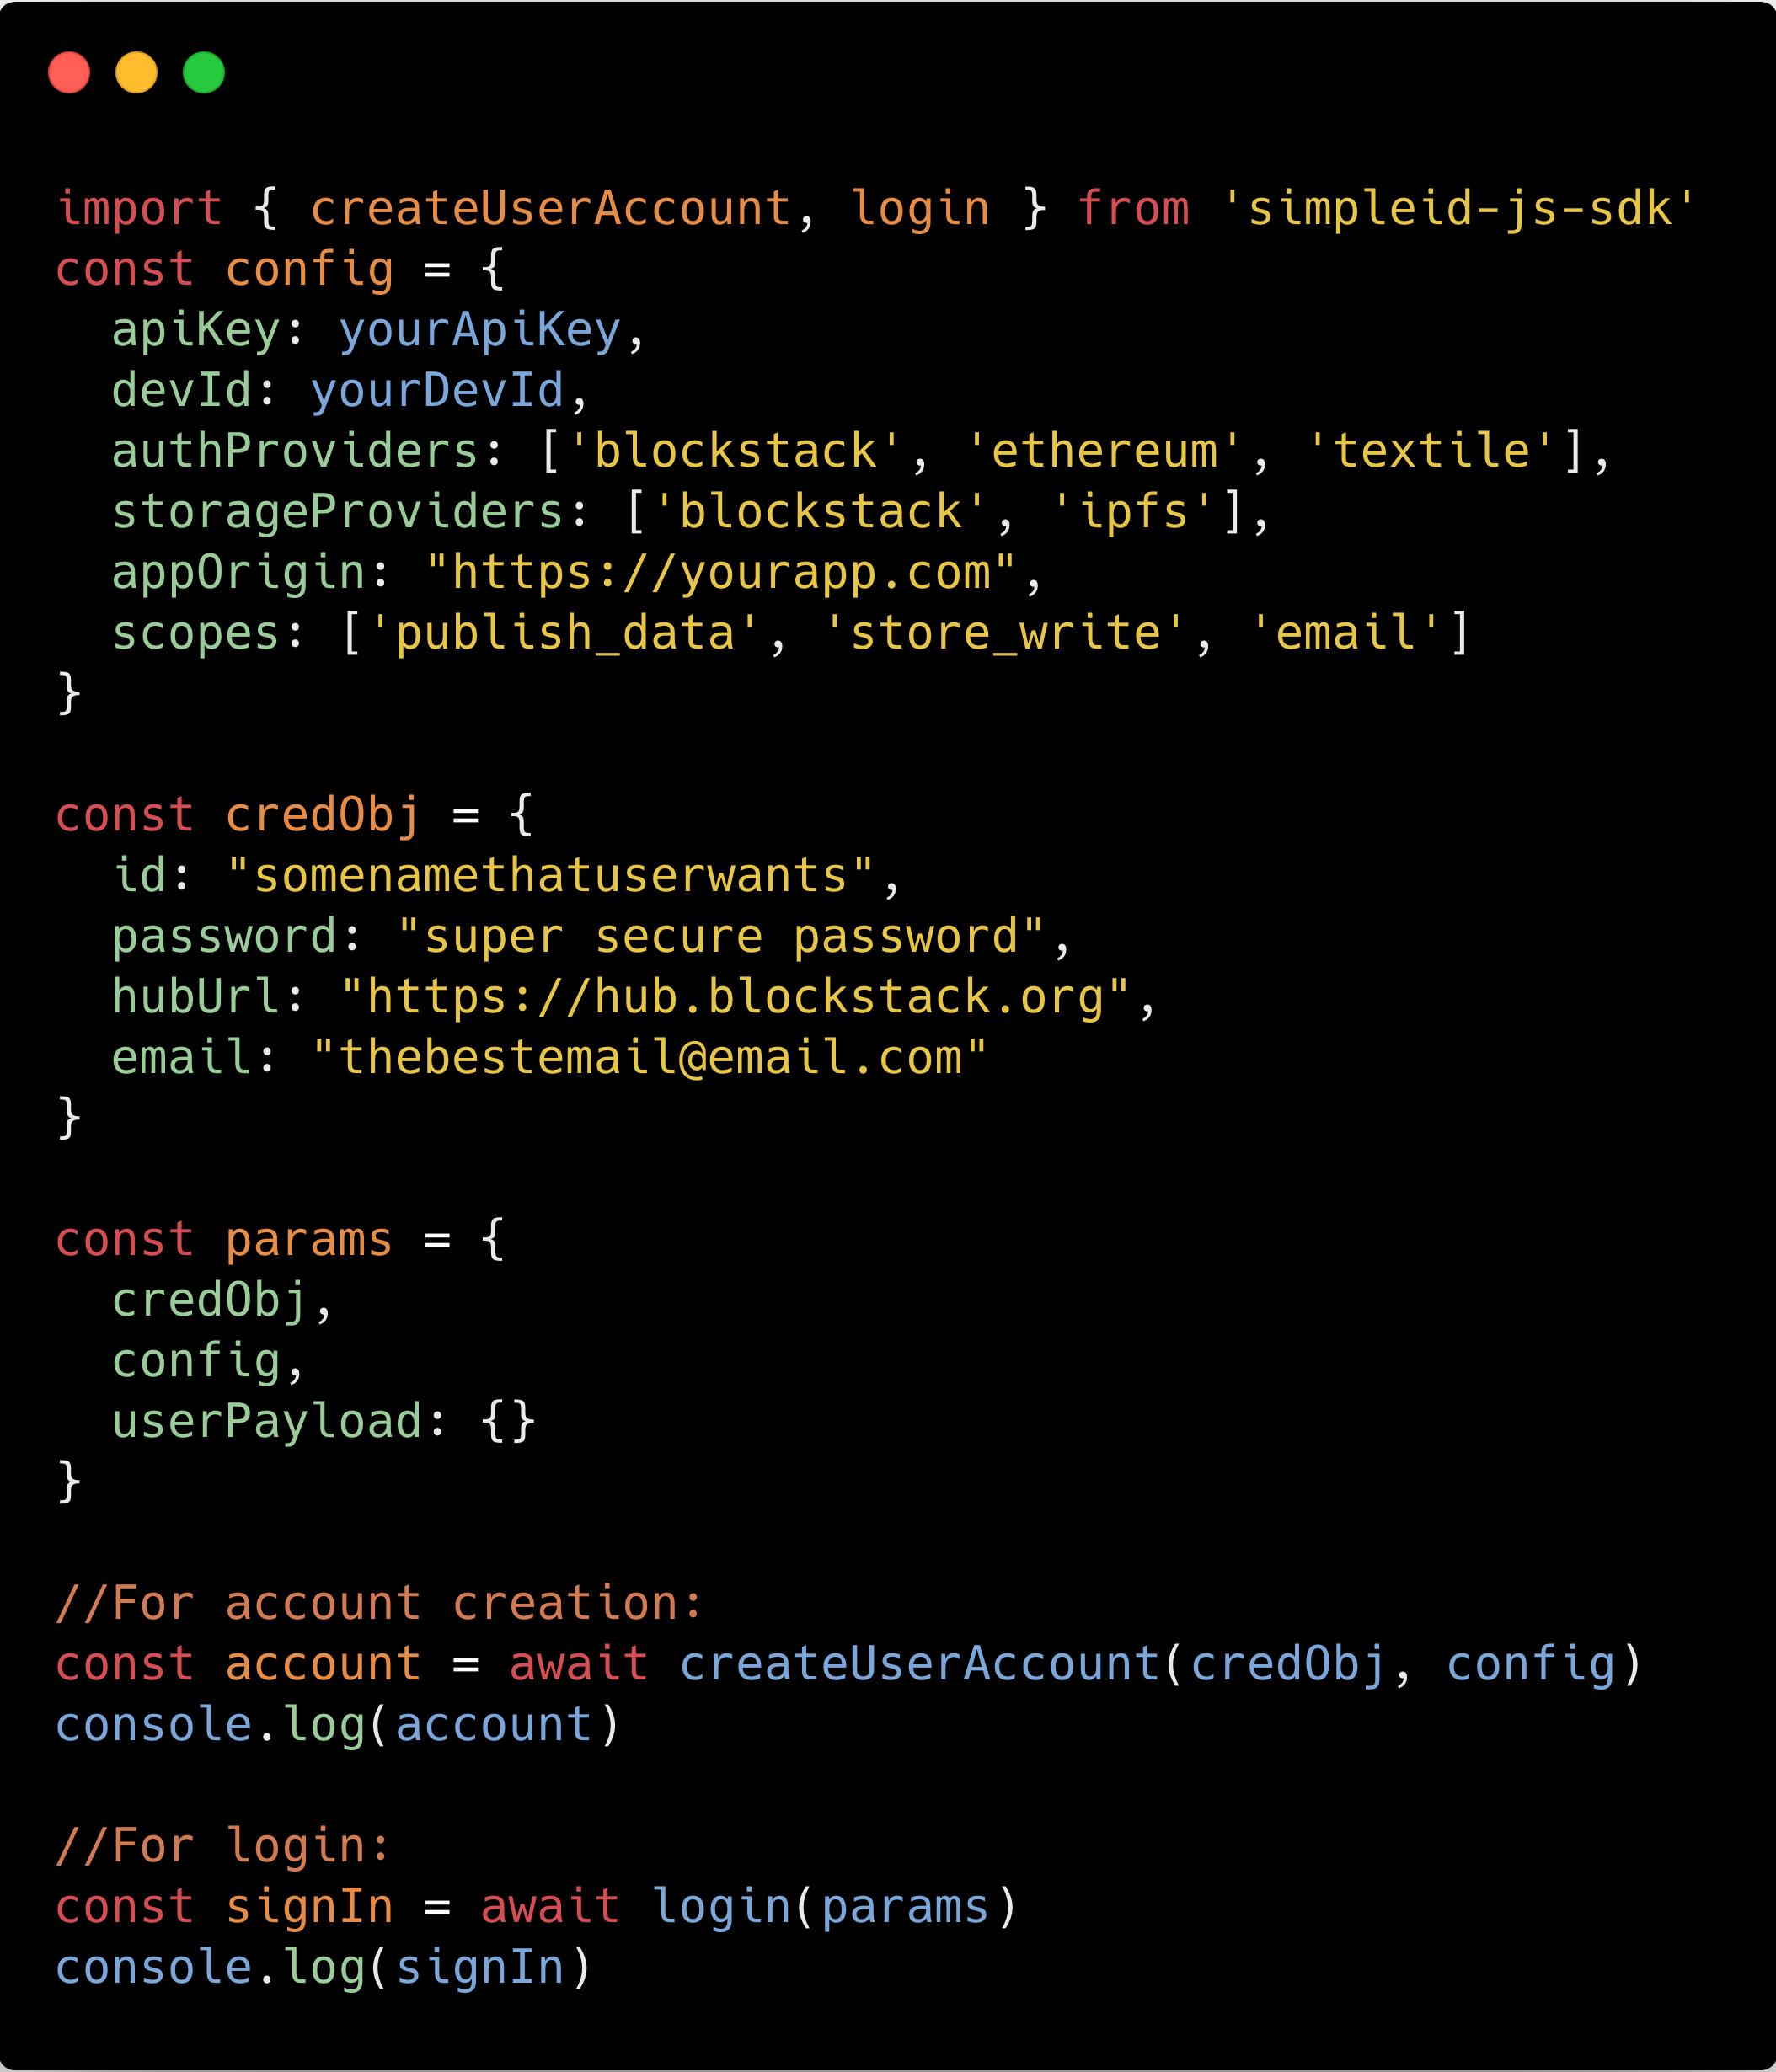 import { createUserAccount, login } from 'simpleid-js-sdk'
const config = {
  apiKey: yourApiKey,
  devId: yourDevId,
  authProviders: ['blockstack', 'ethereum', 'textile'],
  storageProviders: ['blockstack', 'ipfs'],
  appOrigin: "https://yourapp.com",
  scopes: ['publish_data', 'store_write', 'email']
}

const credObj = {
  id: "somenamethatuserwants",
  password: "super secure password",
  hubUrl: "https://hub.blockstack.org",
  email: "thebestemail@email.com"
}

const params = {
  credObj,
  config,
  userPayload: {}
}

//For account creation:
const account = await createUserAccount(credObj, config)
console.log(account)

//For login:
const signIn = await login(params)
console.log(signIn)